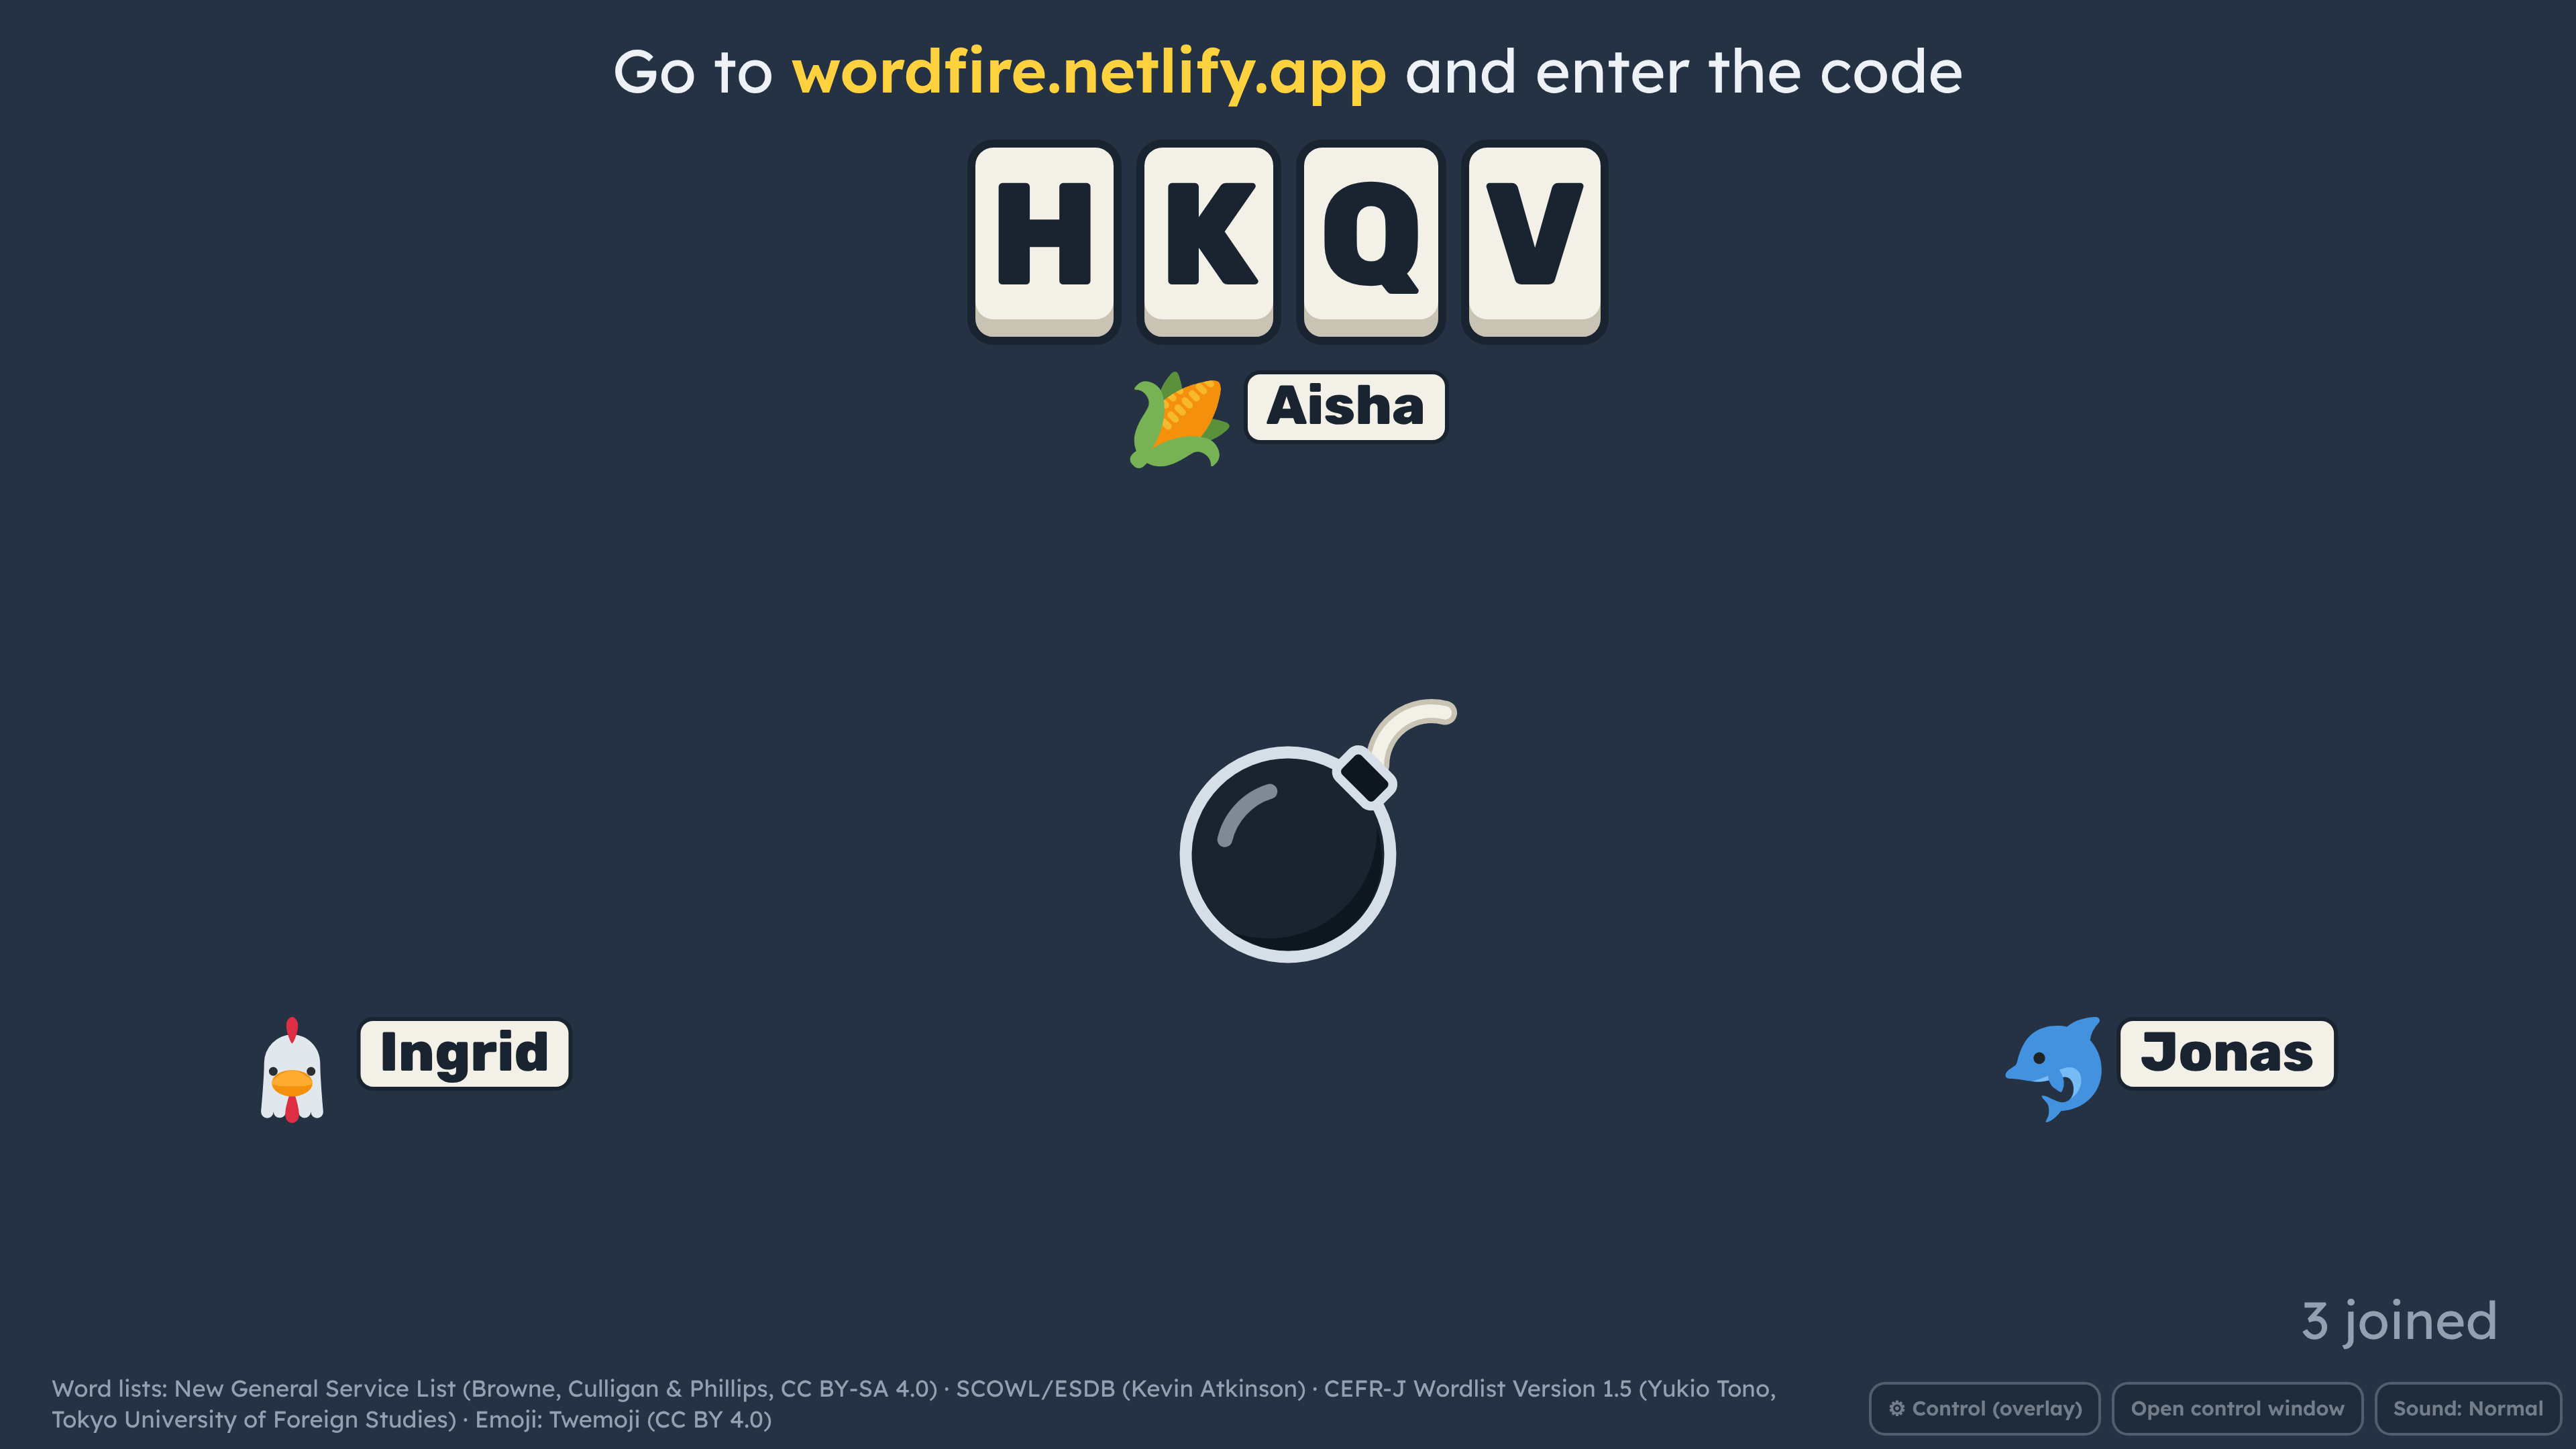 Go to wordfire.netlify.app and enter the code
H K Q V
Aisha
Ingrid
Jonas
3 joined
Word lists: New General Service List (Browne, Culligan & Phillips, CC BY-SA 4.0) · SCOWL/ESDB (Kevin Atkinson) · CEFR-J Wordlist Version 1.5 (Yukio Tono,
Tokyo University of Foreign Studies) · Emoji: Twemoji (CC BY 4.0)
⚙ Control (overlay)
Open control window
Sound: Normal